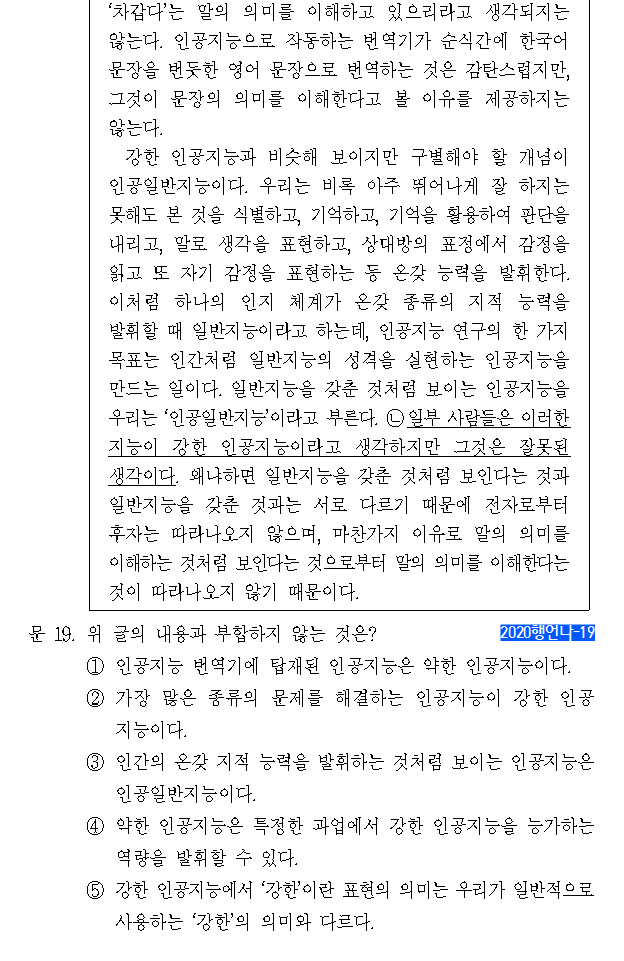 ‘차갑다’는 말의 의미를 이해하고 있으리라고 생각되지는
않는다. 인공지능으로 작동하는 번역기가 순식간에 한국어
문장을 번듯한 영어 문장으로 번역하는 것은 감탄스럽지만,
그것이 문장의 의미를 이해한다고 볼 이유를 제공하지는
않는다.
강한 인공지능과 비슷해 보이지만 구별해야 할 개념이
인공일반지능이다. 우리는 비록 아주 뛰어나게 잘 하지는
못해도 본 것을 식별하고, 기억하고, 기억을 활용하여 판단을
내리고, 말로 생각을 표현하고, 상대방의 표정에서 감정을
읽고 또 자기 감정을 표현하는 등 온갖 능력을 발휘한다.
이처럼 하나의 인지 체계가 온갖 종류의 지적 능력을
발휘할 때 일반지능이라고 하는데, 인공지능 연구의 한 가지
목표는 인간처럼 일반지능의 성격을 실현하는 인공지능을
만드는 일이다. 일반지능을 갖춘 것처럼 보이는 인공지능을
우리는 ‘인공일반지능’이라고 부른다. ㉡일부 사람들은 이러한
지능이 강한 인공지능이라고 생각하지만 그것은 잘못된
생각이다. 왜냐하면 일반지능을 갖춘 것처럼 보인다는 것과
일반지능을 갖춘 것과는 서로 다르기 때문에 전자로부터
후자는 따라나오지 않으며, 마찬가지 이유로 말의 의미를
이해하는 것처럼 보인다는 것으로부터 말의 의미를 이해한다는
것이 따라나오지 않기 때문이다.
문 19. 위 글의 내용과 부합하지 않는 것은? 2020행언나-19
① 인공지능 번역기에 탑재된 인공지능은 약한 인공지능이다.
② 가장 많은 종류의 문제를 해결하는 인공지능이 강한 인공
지능이다.
③ 인간의 온갖 지적 능력을 발휘하는 것처럼 보이는 인공지능은
인공일반지능이다.
④ 약한 인공지능은 특정한 과업에서 강한 인공지능을 능가하는
역량을 발휘할 수 있다.
⑤ 강한 인공지능에서 ‘강한’이란 표현의 의미는 우리가 일반적으로
사용하는 ‘강한’의 의미와 다르다.